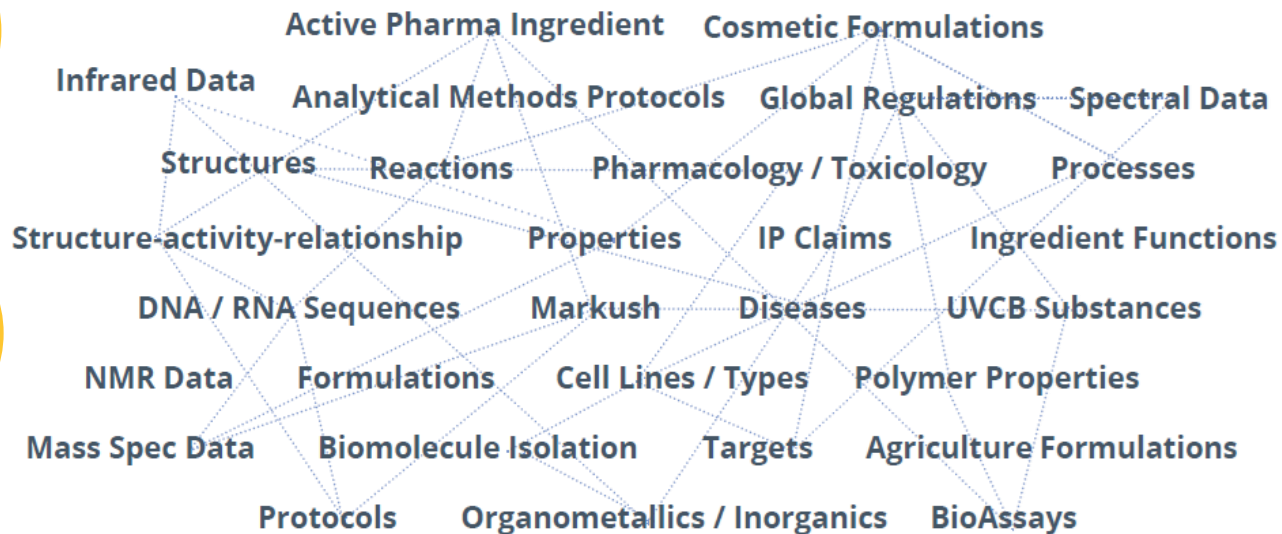 Active Pharma Ingredient Cosmetic Formulations
Infrared Data Analytical Methods Protocols Global Regulations Spectral Data
Structures Reactions Pharmacology / Toxicology Processes
Structure-activity-relationship Properties IP Claims Ingredient Functions
DNA / RNA Sequences Markush Diseases UVCB Substances
NMR Data Formulations Cell Lines / Types Polymer Properties
Mass Spec Data Biomolecule Isolation Targets Agriculture Formulations
Protocols Organometallics / Inorganics BioAssays